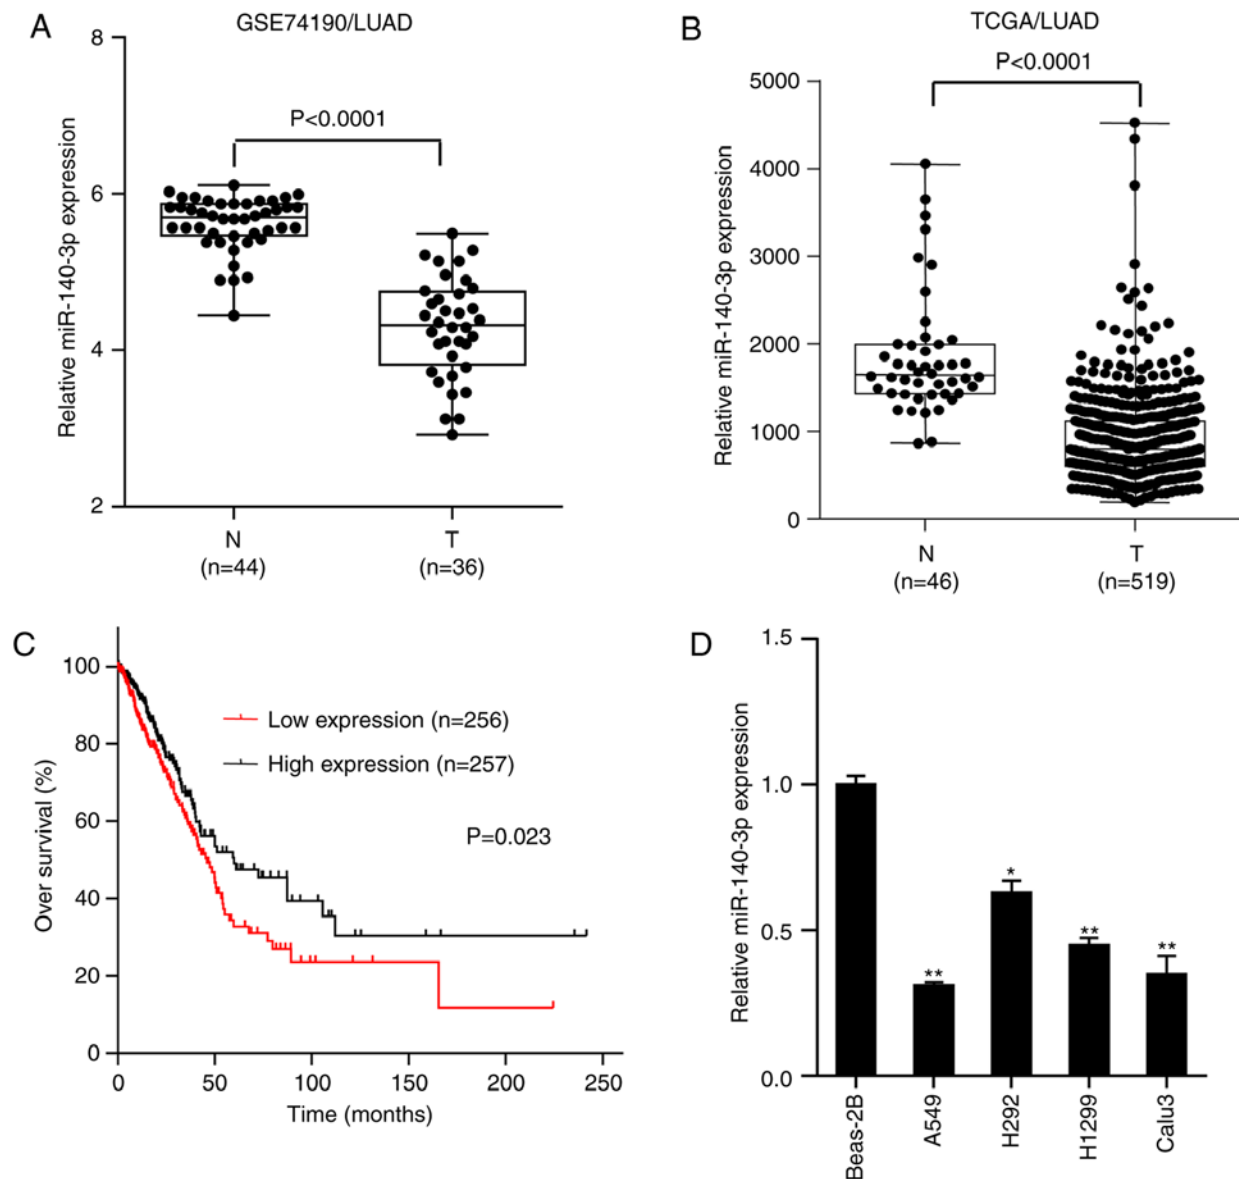 A
GSE74190/LUAD
P<0.0001
Relative miR-140-3p expression
8
6
4
2
N
(n=44)
T
(n=36)
B
TCGA/LUAD
P<0.0001
Relative miR-140-3p expression
5000
4000
3000
2000
1000
0
N
(n=46)
T
(n=519)
C
Over survival (%)
100
80
60
40
20
0
Low expression (n=256)
High expression (n=257)
P=0.023
0
50
100
150
200
250
Time (months)
D
Relative miR-140-3p expression
1.5
1.0
0.5
0.0
**
*
**
**
Beas-2B
A549
H292
H1299
Calu3